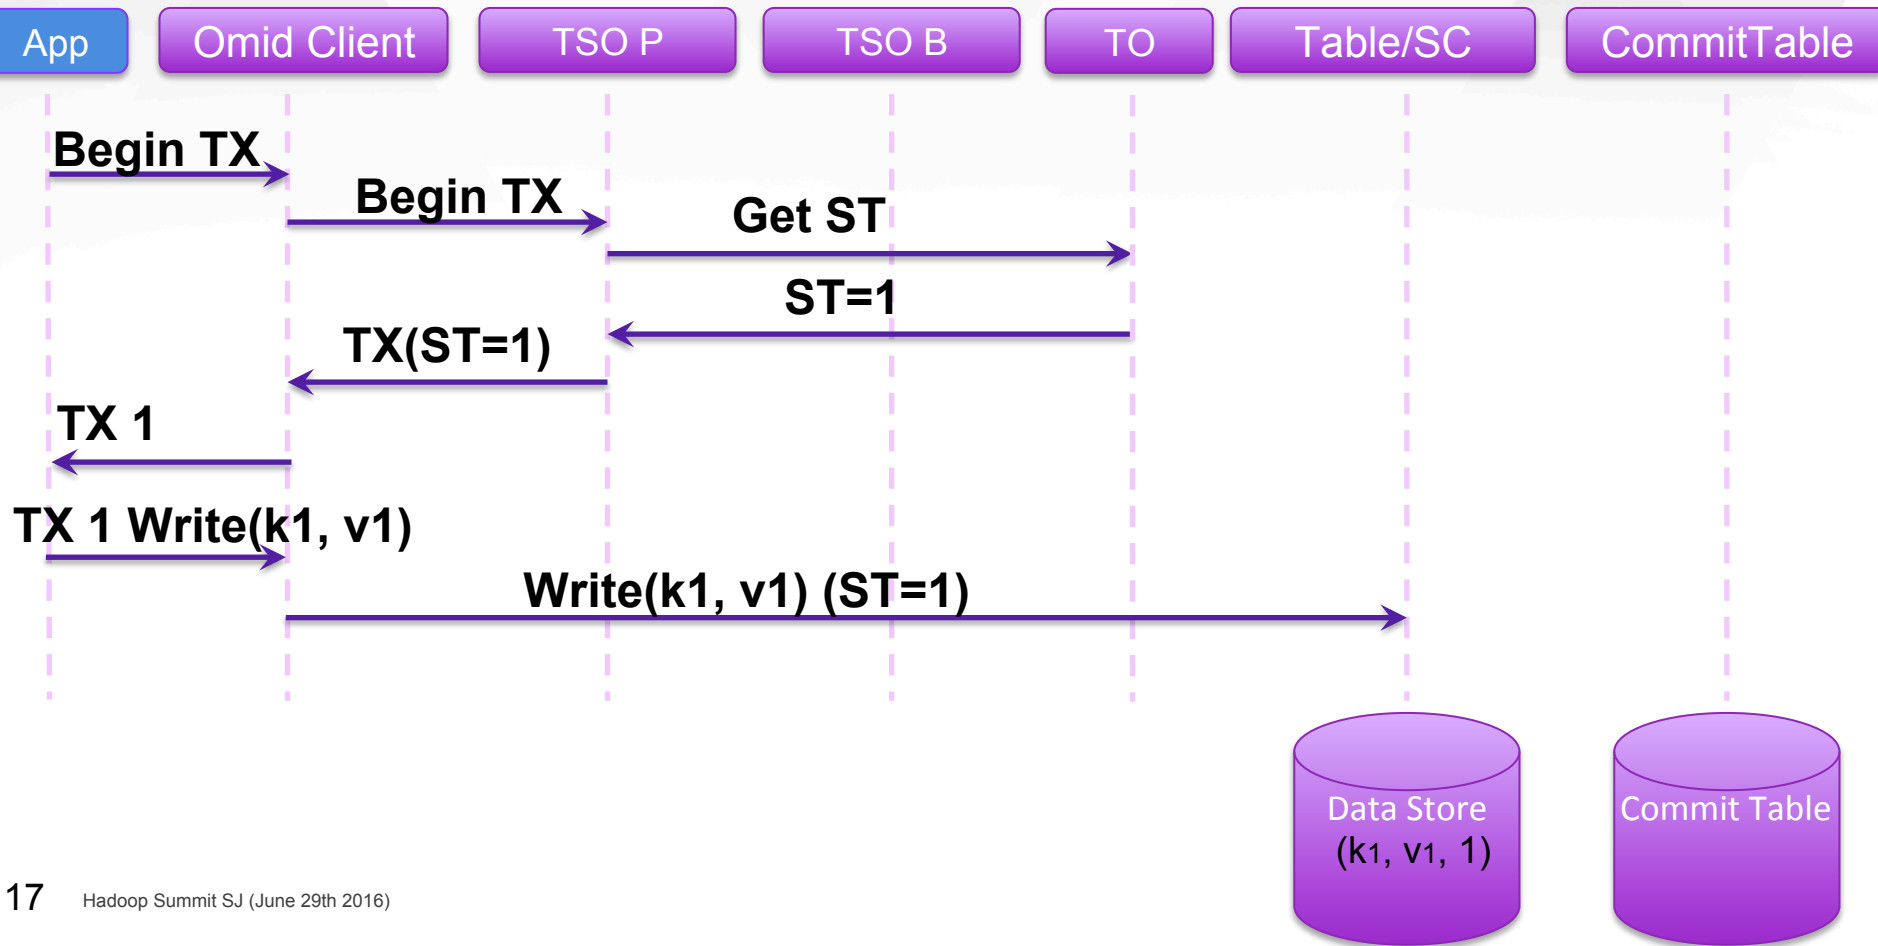 App
Omid Client
TSO P
TSO B
TO
Table/SC
CommitTable
Begin TX
Begin TX
Get ST
ST=1
TX(ST=1)
TX 1
TX 1 Write(k1, v1)
Write(k1, v1) (ST=1)
Data Store
(k1, v1, 1)
Commit Table
17
Hadoop Summit SJ (June 29th 2016)